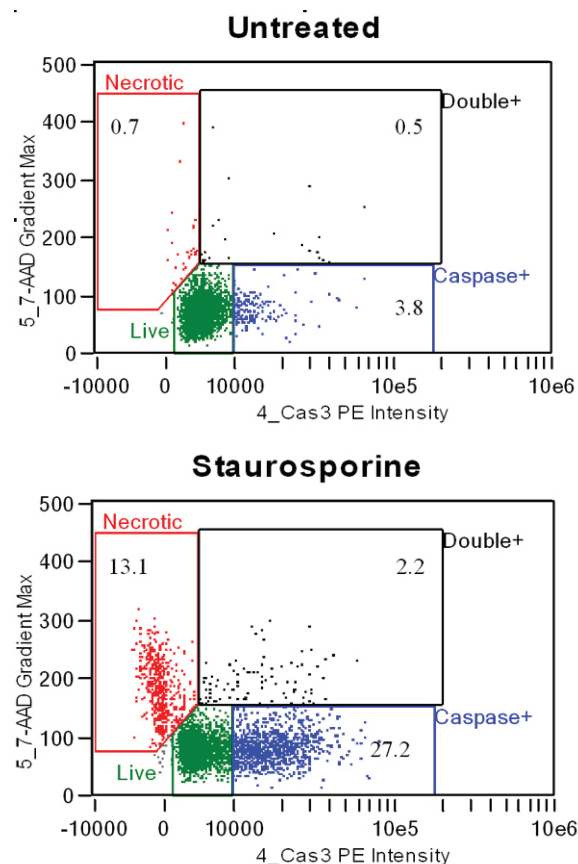 Untreated
500
Necrotic
Double+
400
0.7
0.5
300
200
5_7-AAD Gradient Max
Caspase+
100
3.8
Live
0
-10000 0 10000 10e5 10e6
4_Cas3 PE Intensity
Staurosporine
500
Necrotic
Double+
400
13.1
2.2
300
200
5_7-AAD Gradient Max
Caspase+
100
27.2
Live
0
-10000 0 10000 10e5 10e6
4_Cas3 PE Intensity